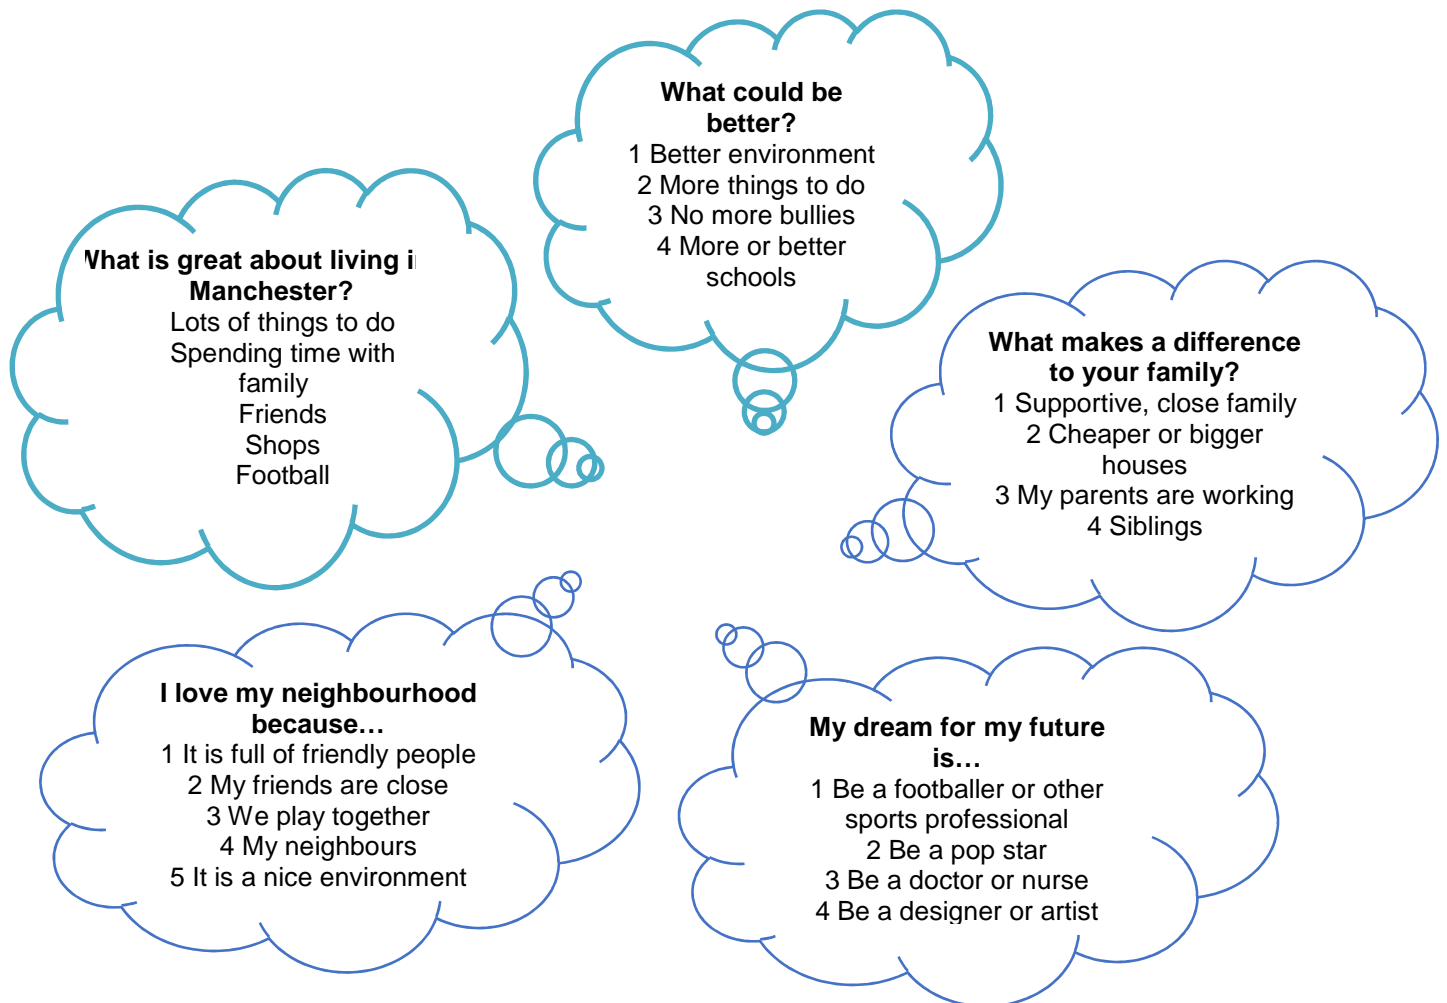 What could be
better?
1 Better environment
2 More things to do
3 No more bullies
4 More or better
schools
What is great about living in
Manchester?
Lots of things to do
Spending time with
family
Friends
Shops
Football
What makes a difference
to your family?
1 Supportive, close family
2 Cheaper or bigger
houses
3 My parents are working
4 Siblings
I love my neighbourhood
because…
1 It is full of friendly people
2 My friends are close
3 We play together
4 My neighbours
5 It is a nice environment
My dream for my future
is…
1 Be a footballer or other
sports professional
2 Be a pop star
3 Be a doctor or nurse
4 Be a designer or artist